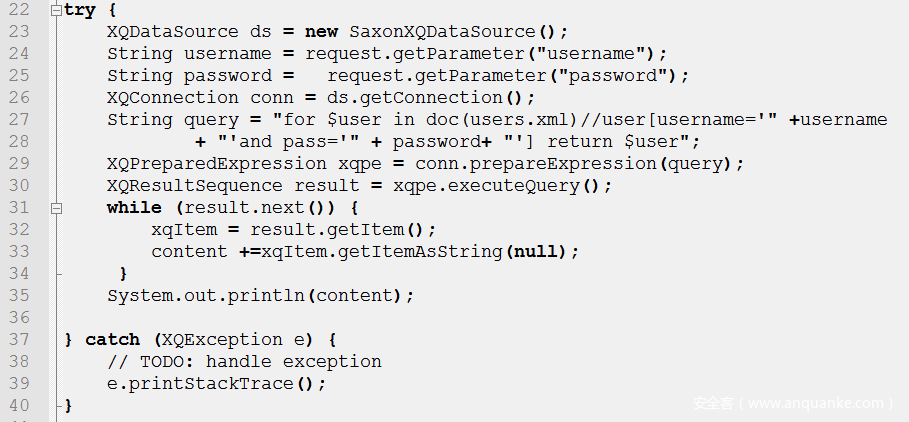 22 try {
23     XQDataSource ds = new SaxonXQDataSource();
24     String username = request.getParameter("username");
25     String password =   request.getParameter("password");
26     XQConnection conn = ds.getConnection();
27     String query = "for $user in doc(users.xml)//user[username='" +username
28             + "'and pass='" + password+ "'] return $user";
29     XQPreparedExpression xqpe = conn.prepareExpression(query);
30     XQResultSequence result = xqpe.executeQuery();
31     while (result.next()) {
32         xqItem = result.getItem();
33         content +=xqItem.getItemAsString(null);
34      }
35     System.out.println(content);
36
37 } catch (XQException e) {
38     // TODO: handle exception
39     e.printStackTrace();
40 }
安全客（www.anquanke.com）